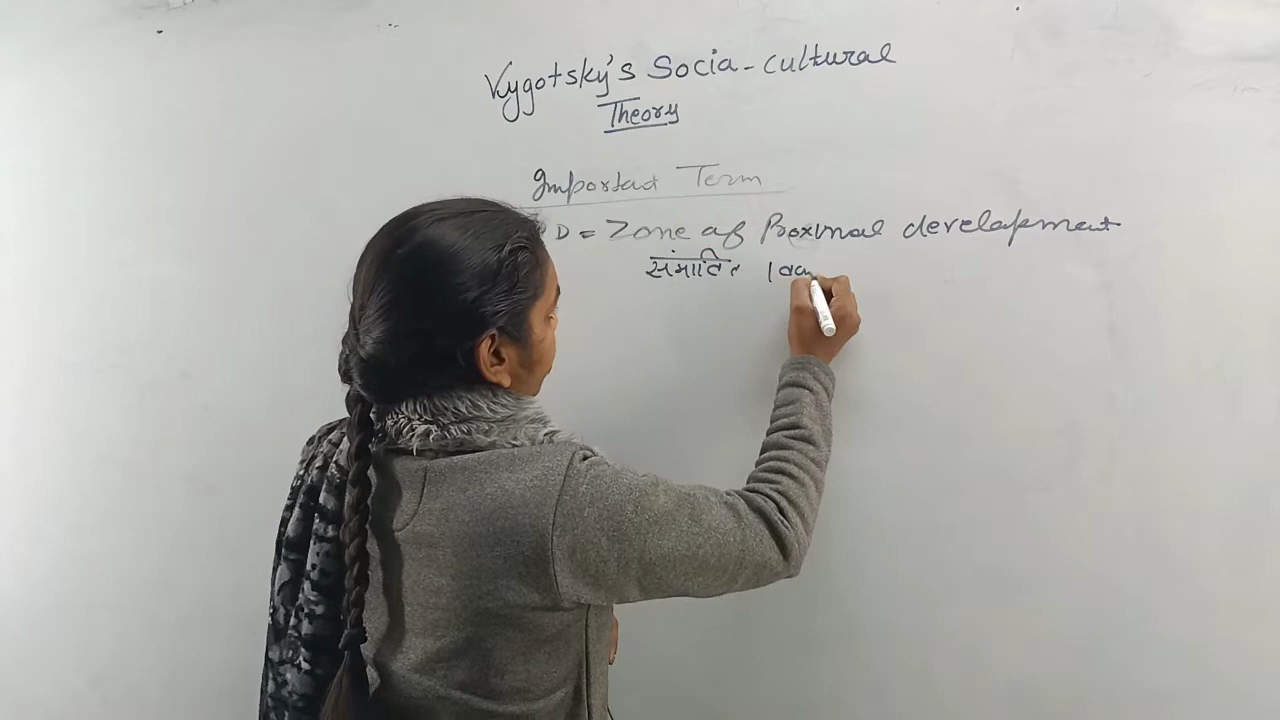 Vygotsky's Socia-cultural
Theory
Important Term
D = Zone of Proximal development
संभावित